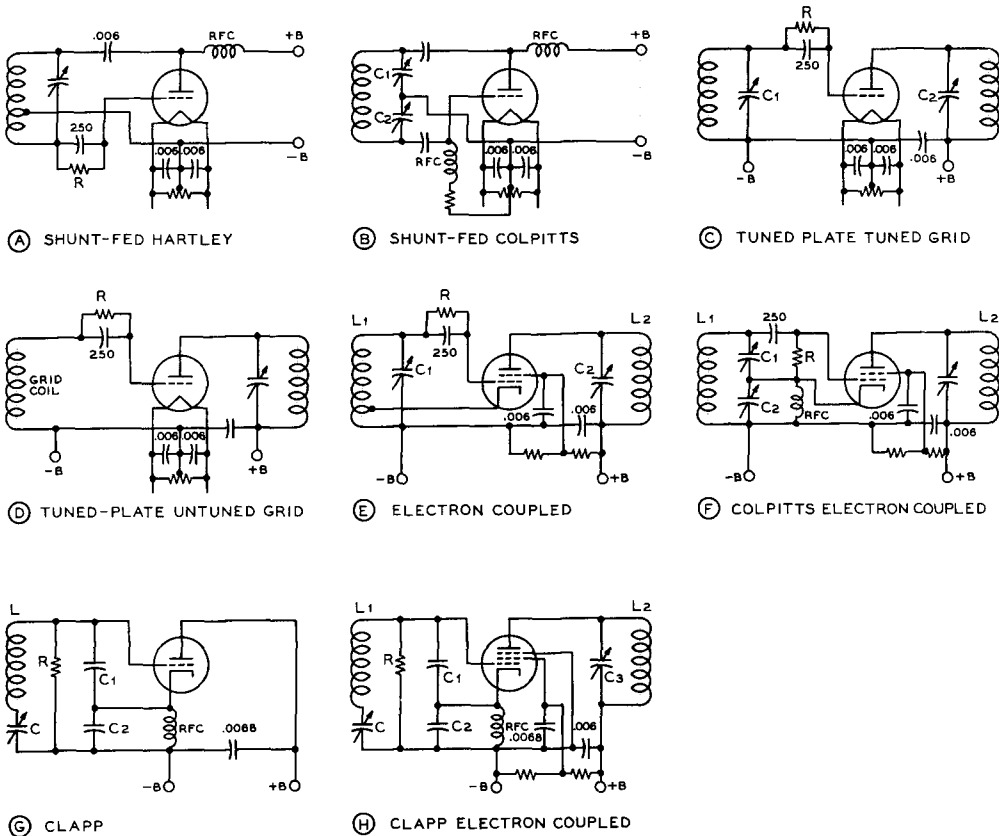 .006
RFC
+B
250
R
.006 .006
-B
Ⓐ SHUNT-FED HARTLEY
RFC
+B
C1
C2
RFC
.006 .006
-B
Ⓑ SHUNT-FED COLPITTS
R
250
C1
C2
.006 .006
.006
-B
+B
Ⓒ TUNED PLATE TUNED GRID
R
250
GRID
COIL
.006 .006
-B
+B
Ⓓ TUNED-PLATE UNTUNED GRID
R
L1
L2
250
C1
C2
.006
.006
-B
+B
Ⓔ ELECTRON COUPLED
L1
L2
250
C1
R
C2
RFC
.006
.006
-B
+B
Ⓕ COLPITTS ELECTRON COUPLED
L
R
C1
C
C2
RFC
.0068
-B
+B
Ⓖ CLAPP
L1
L2
R
C1
C3
C
C2
RFC
.0068
.006
-B
+B
Ⓗ CLAPP ELECTRON COUPLED